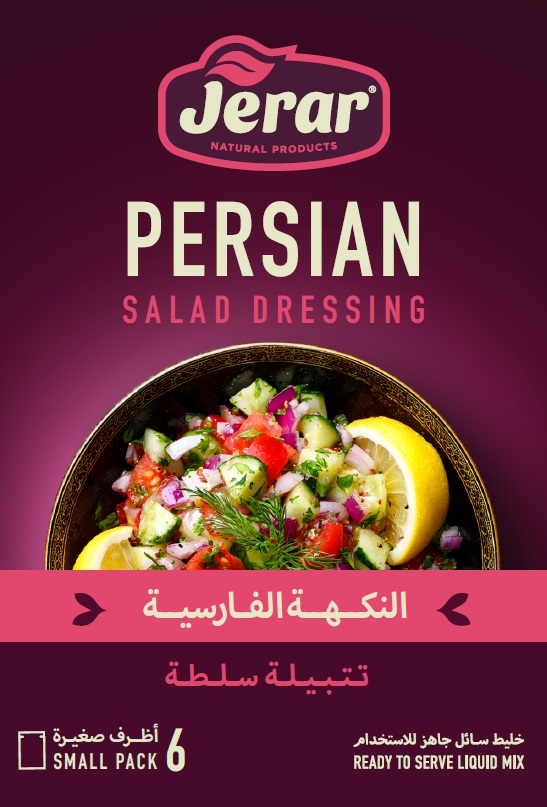 Jerar®
NATURAL PRODUCTS
PERSIAN
SALAD DRESSING
النكهة الفارسية
تتبيلة سلطة
أظرف صغيرة
SMALL PACK 6
خليط سائل جاهز للاستخدام
READY TO SERVE LIQUID MIX